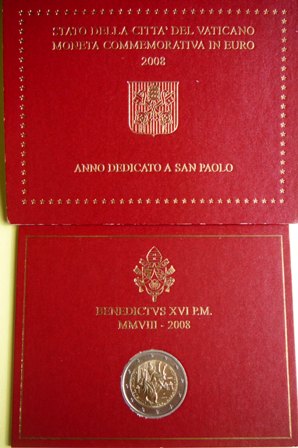 STATO DELLA CITTA' DEL VATICANO
MONETA COMMEMORATIVA IN EURO
2008
ANNO DEDICATO A SAN PAOLO
BENEDICTVS XVI P.M.
MMVIII - 2008